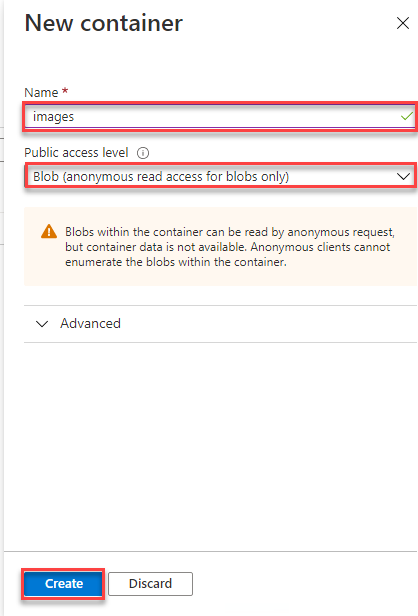 New container
Name *
images
Public access level
Blob (anonymous read access for blobs only)
Blobs within the container can be read by anonymous request,
but container data is not available. Anonymous clients cannot
enumerate the blobs within the container.
Advanced
Create
Discard